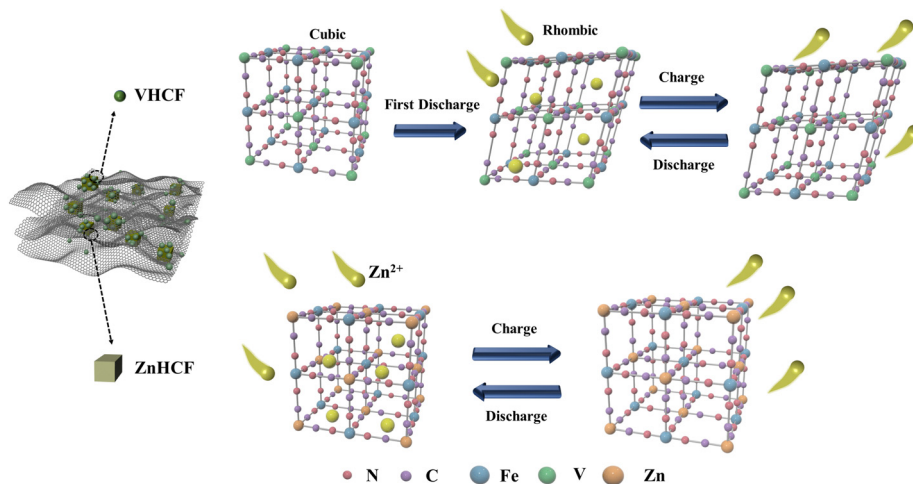 VHCF
ZnHCF
Cubic
First Discharge
Rhombic
Charge
Discharge
Zn²⁺
Charge
Discharge
N C Fe V Zn